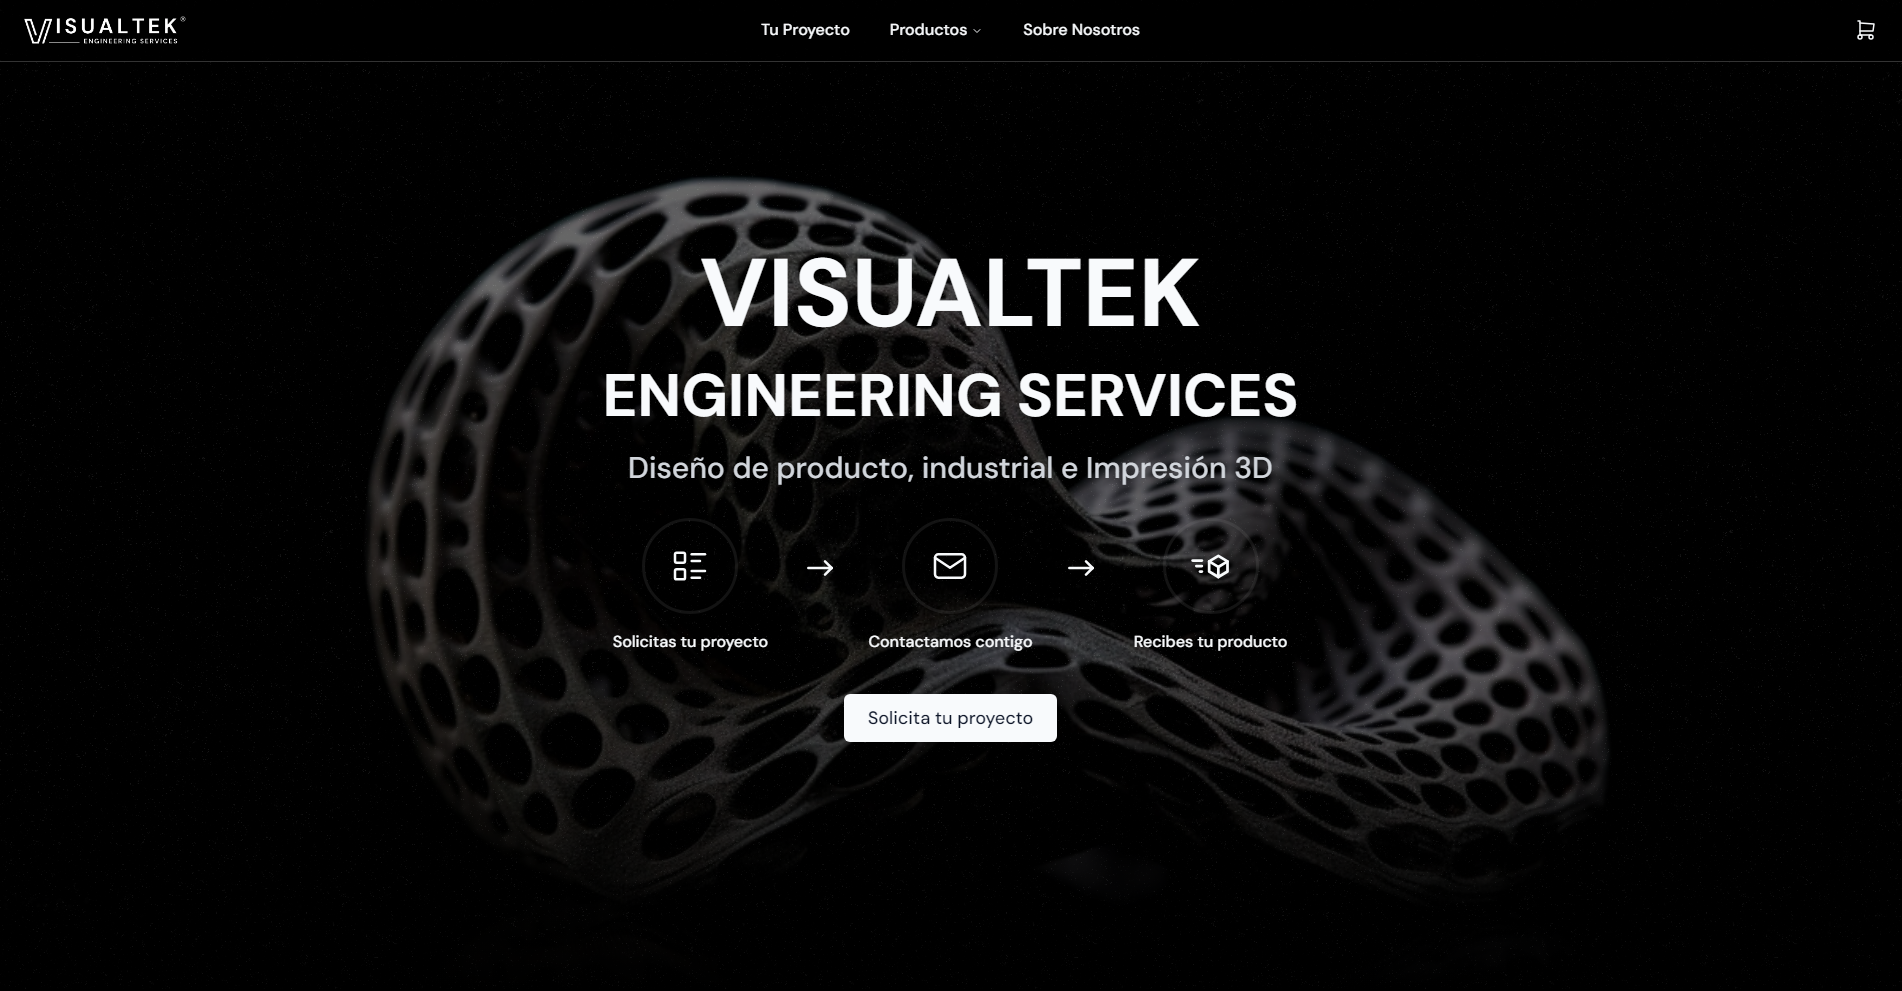 VISUALTEK®
ENGINEERING SERVICES
Tu Proyecto
Productos
Sobre Nosotros
VISUALTEK
ENGINEERING SERVICES
Diseño de producto, industrial e Impresión 3D
Solicitas tu proyecto
Contactamos contigo
Recibes tu producto
Solicita tu proyecto